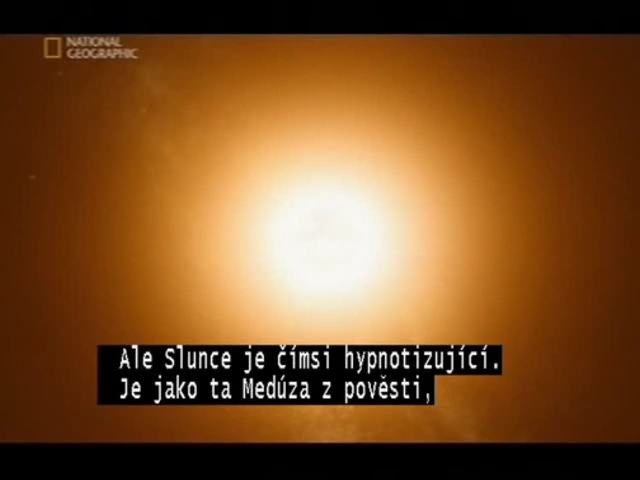 NATIONAL
GEOGRAPHIC
Ale Slunce je čímsi hypnotizující.
Je jako ta Medúza z pověsti,